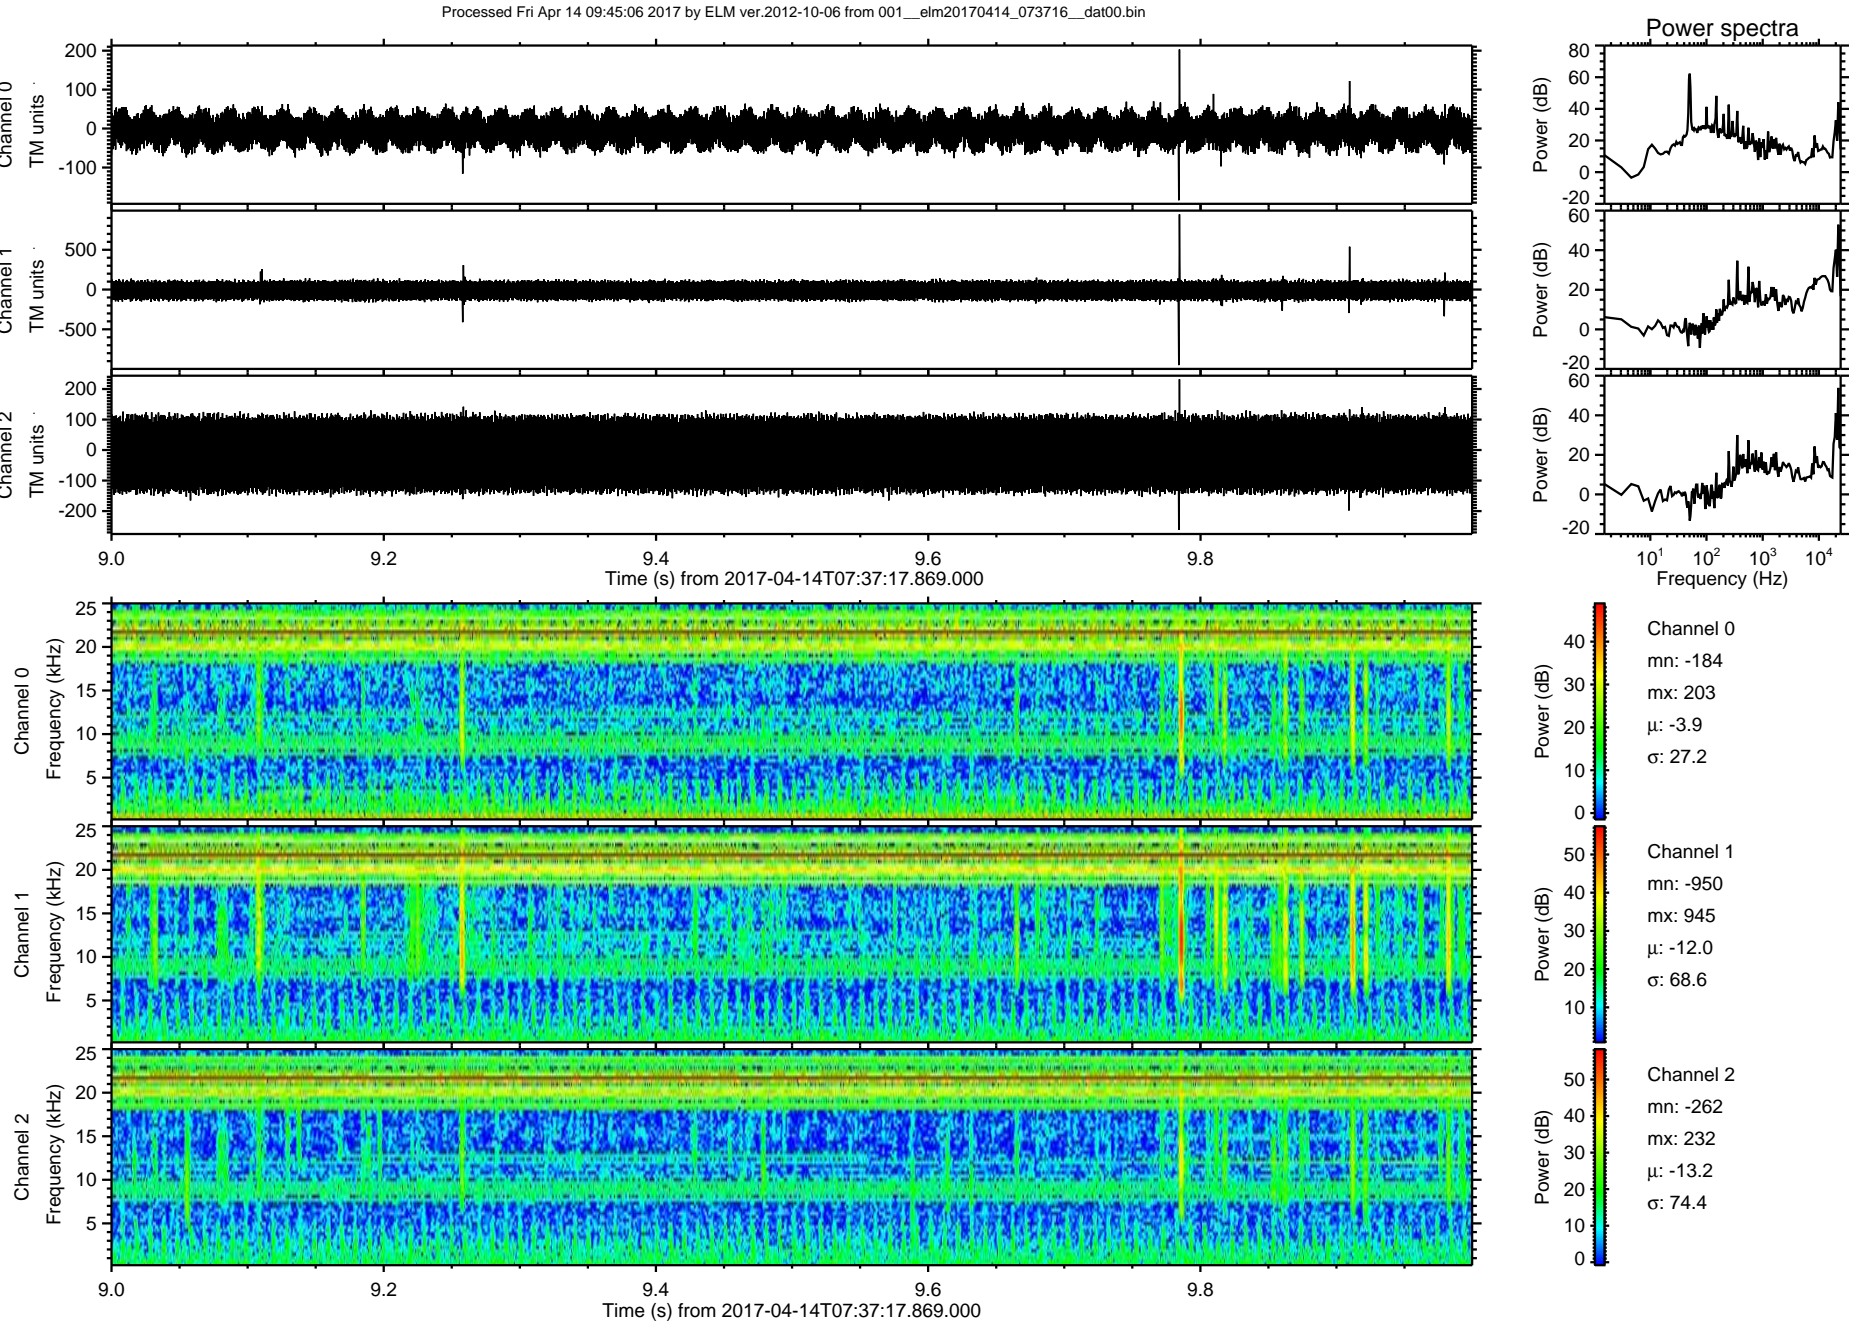 Processed Fri Apr 14 09:45:06 2017 by ELM ver.2012-10-06 from 001__elm20170414_073716__dat00.bin
Power spectra
Channel 0
TM units
200
100
0
-100
Power (dB)
80
60
40
20
0
-20
Channel 1
TM units
500
0
-500
Power (dB)
60
40
20
0
-20
Channel 2
TM units
200
100
0
-100
-200
Power (dB)
60
40
20
0
-20
9.0 9.2 9.4 9.6 9.8
Time (s) from 2017-04-14T07:37:17.869.000
10^1 10^2 10^3 10^4
Frequency (Hz)
Channel 0
Frequency (kHz)
25
20
15
10
5
Power (dB)
40
30
20
10
0
Channel 0
mn: -184
mx: 203
μ: -3.9
σ: 27.2
Channel 1
Frequency (kHz)
25
20
15
10
5
Power (dB)
50
40
30
20
10
Channel 1
mn: -950
mx: 945
μ: -12.0
σ: 68.6
Channel 2
Frequency (kHz)
25
20
15
10
5
Power (dB)
50
40
30
20
10
0
Channel 2
mn: -262
mx: 232
μ: -13.2
σ: 74.4
9.0 9.2 9.4 9.6 9.8
Time (s) from 2017-04-14T07:37:17.869.000